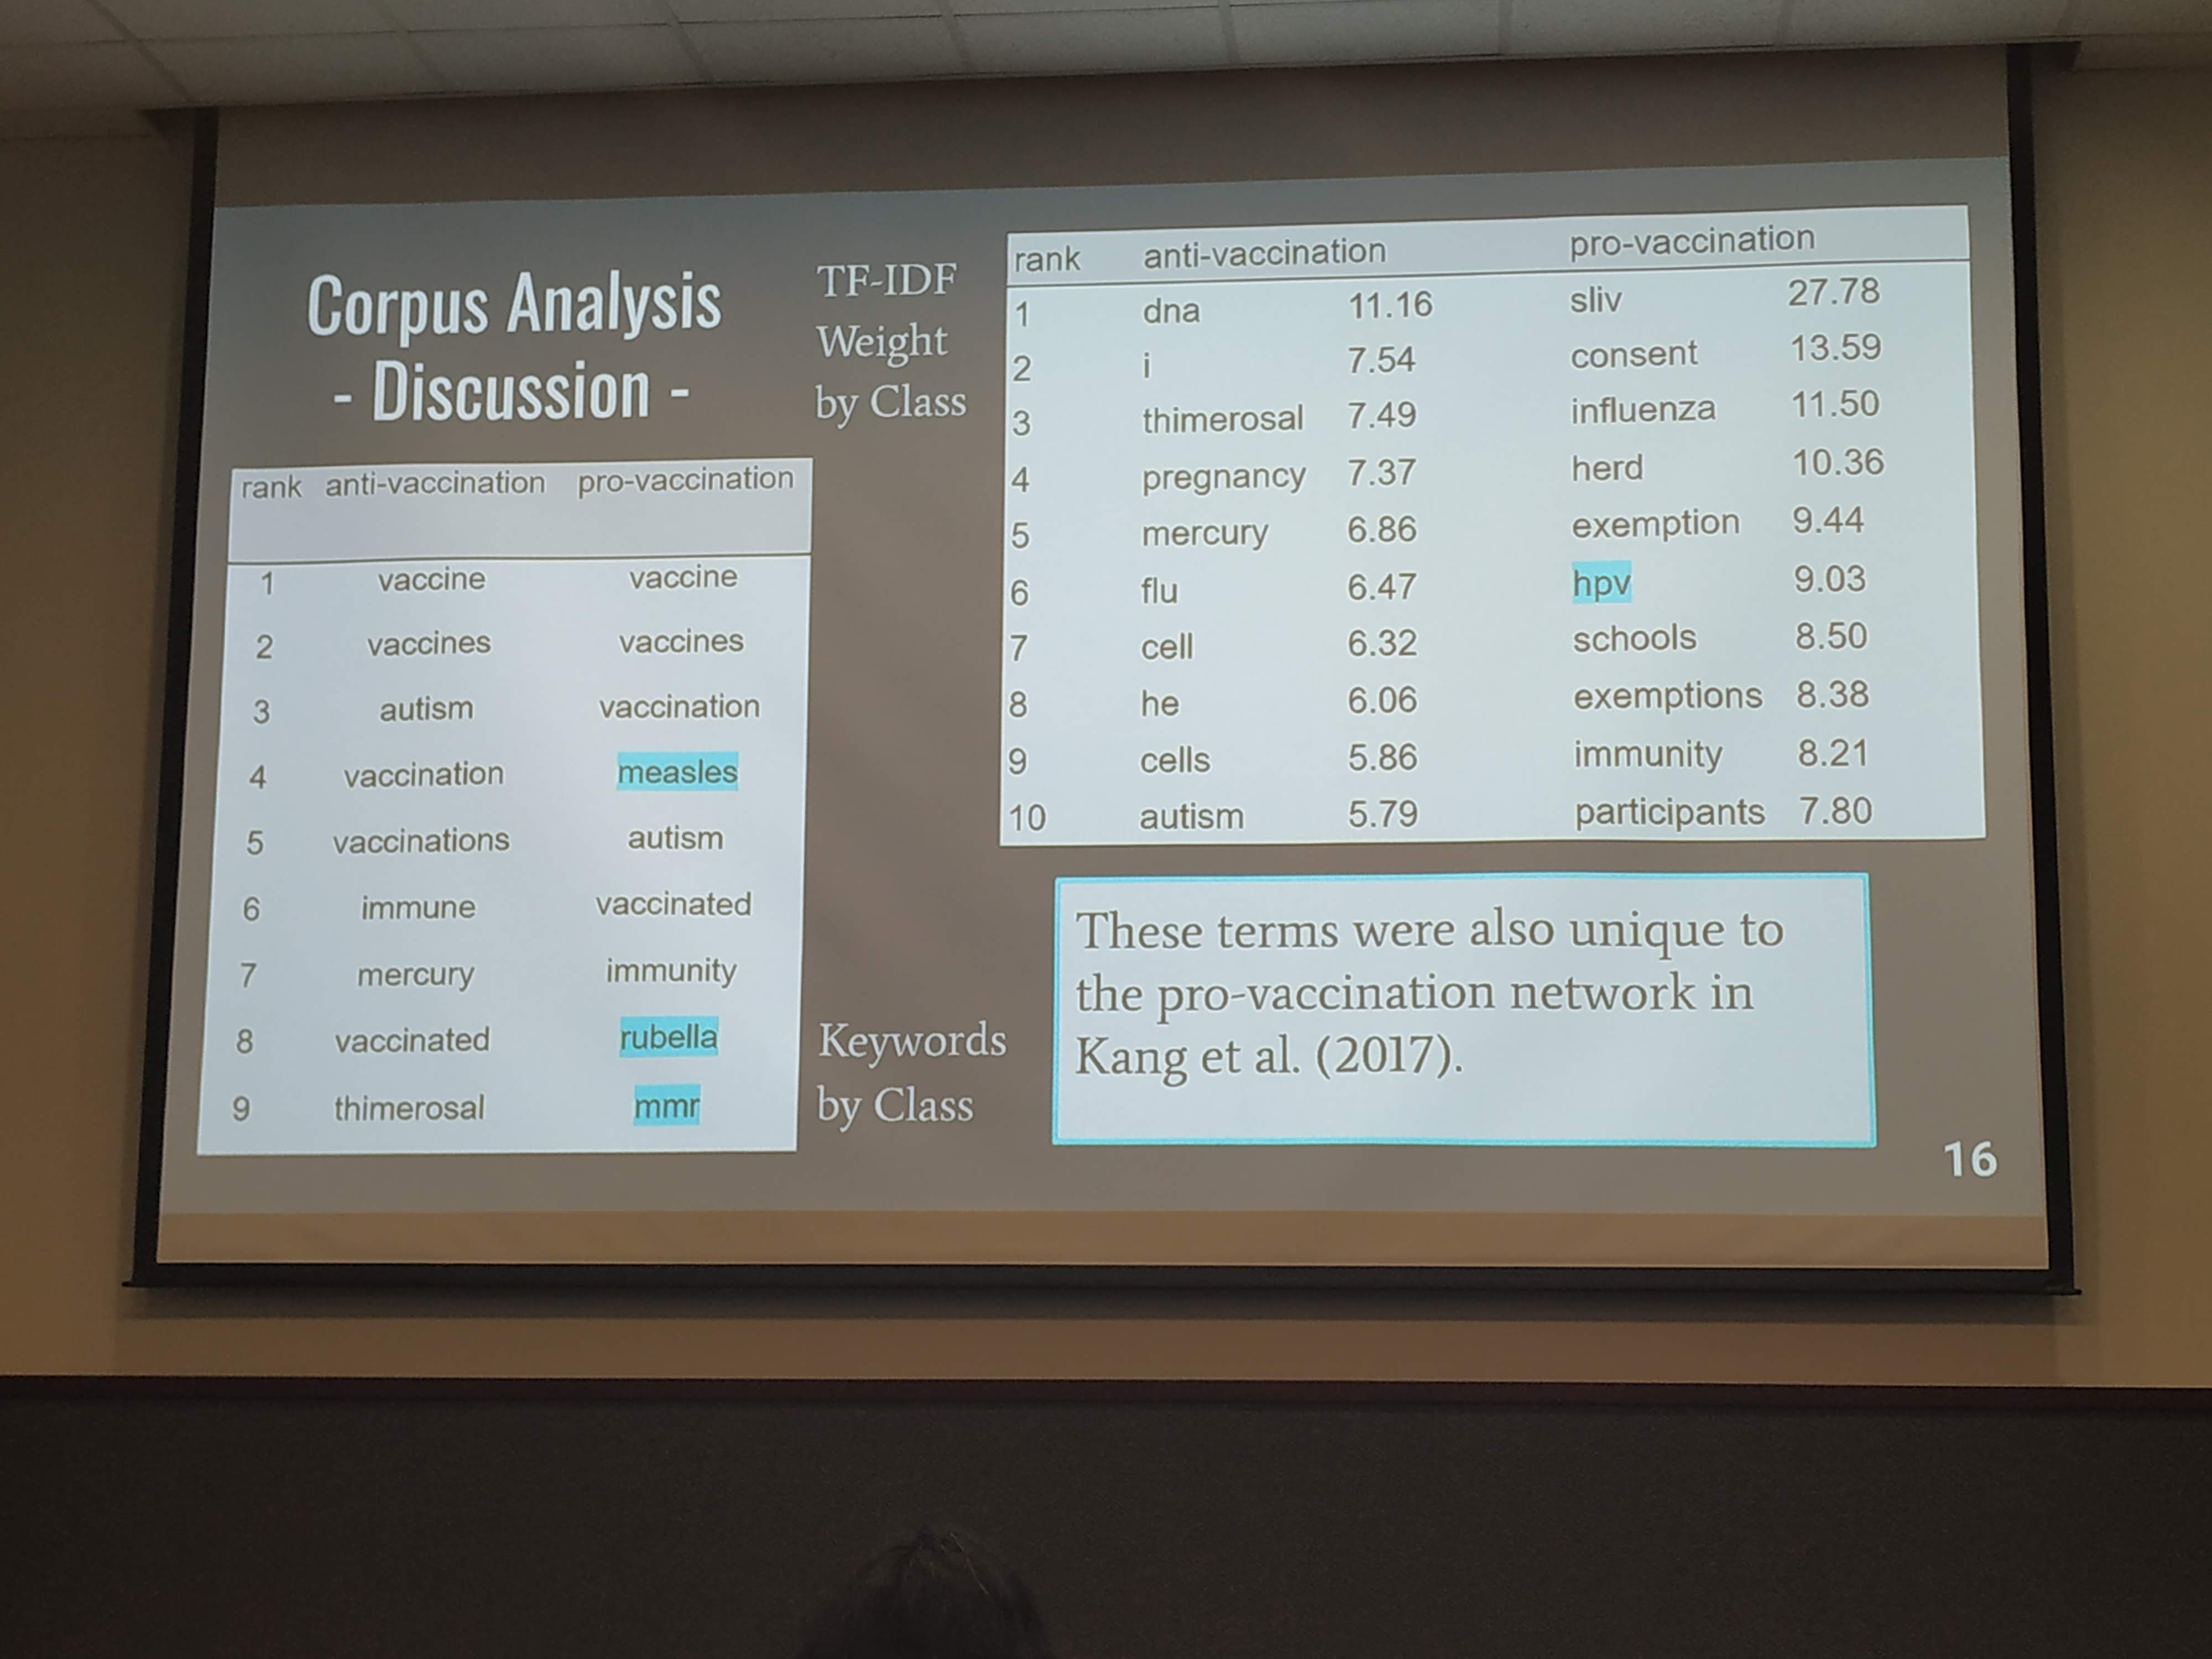 Corpus Analysis
- Discussion -
TF-IDF
Weight
by Class
rank anti-vaccination pro-vaccination
1 dna 11.16 sliv 27.78
2 i 7.54 consent 13.59
3 thimerosal 7.49 influenza 11.50
4 pregnancy 7.37 herd 10.36
5 mercury 6.86 exemption 9.44
6 flu 6.47 hpv 9.03
7 cell 6.32 schools 8.50
8 he 6.06 exemptions 8.38
9 cells 5.86 immunity 8.21
10 autism 5.79 participants 7.80
rank anti-vaccination pro-vaccination
1 vaccine vaccine
2 vaccines vaccines
3 autism vaccination
4 vaccination measles
5 vaccinations autism
6 immune vaccinated
7 mercury immunity
8 vaccinated rubella
9 thimerosal mmr
Keywords
by Class
These terms were also unique to
the pro-vaccination network in
Kang et al. (2017).
16